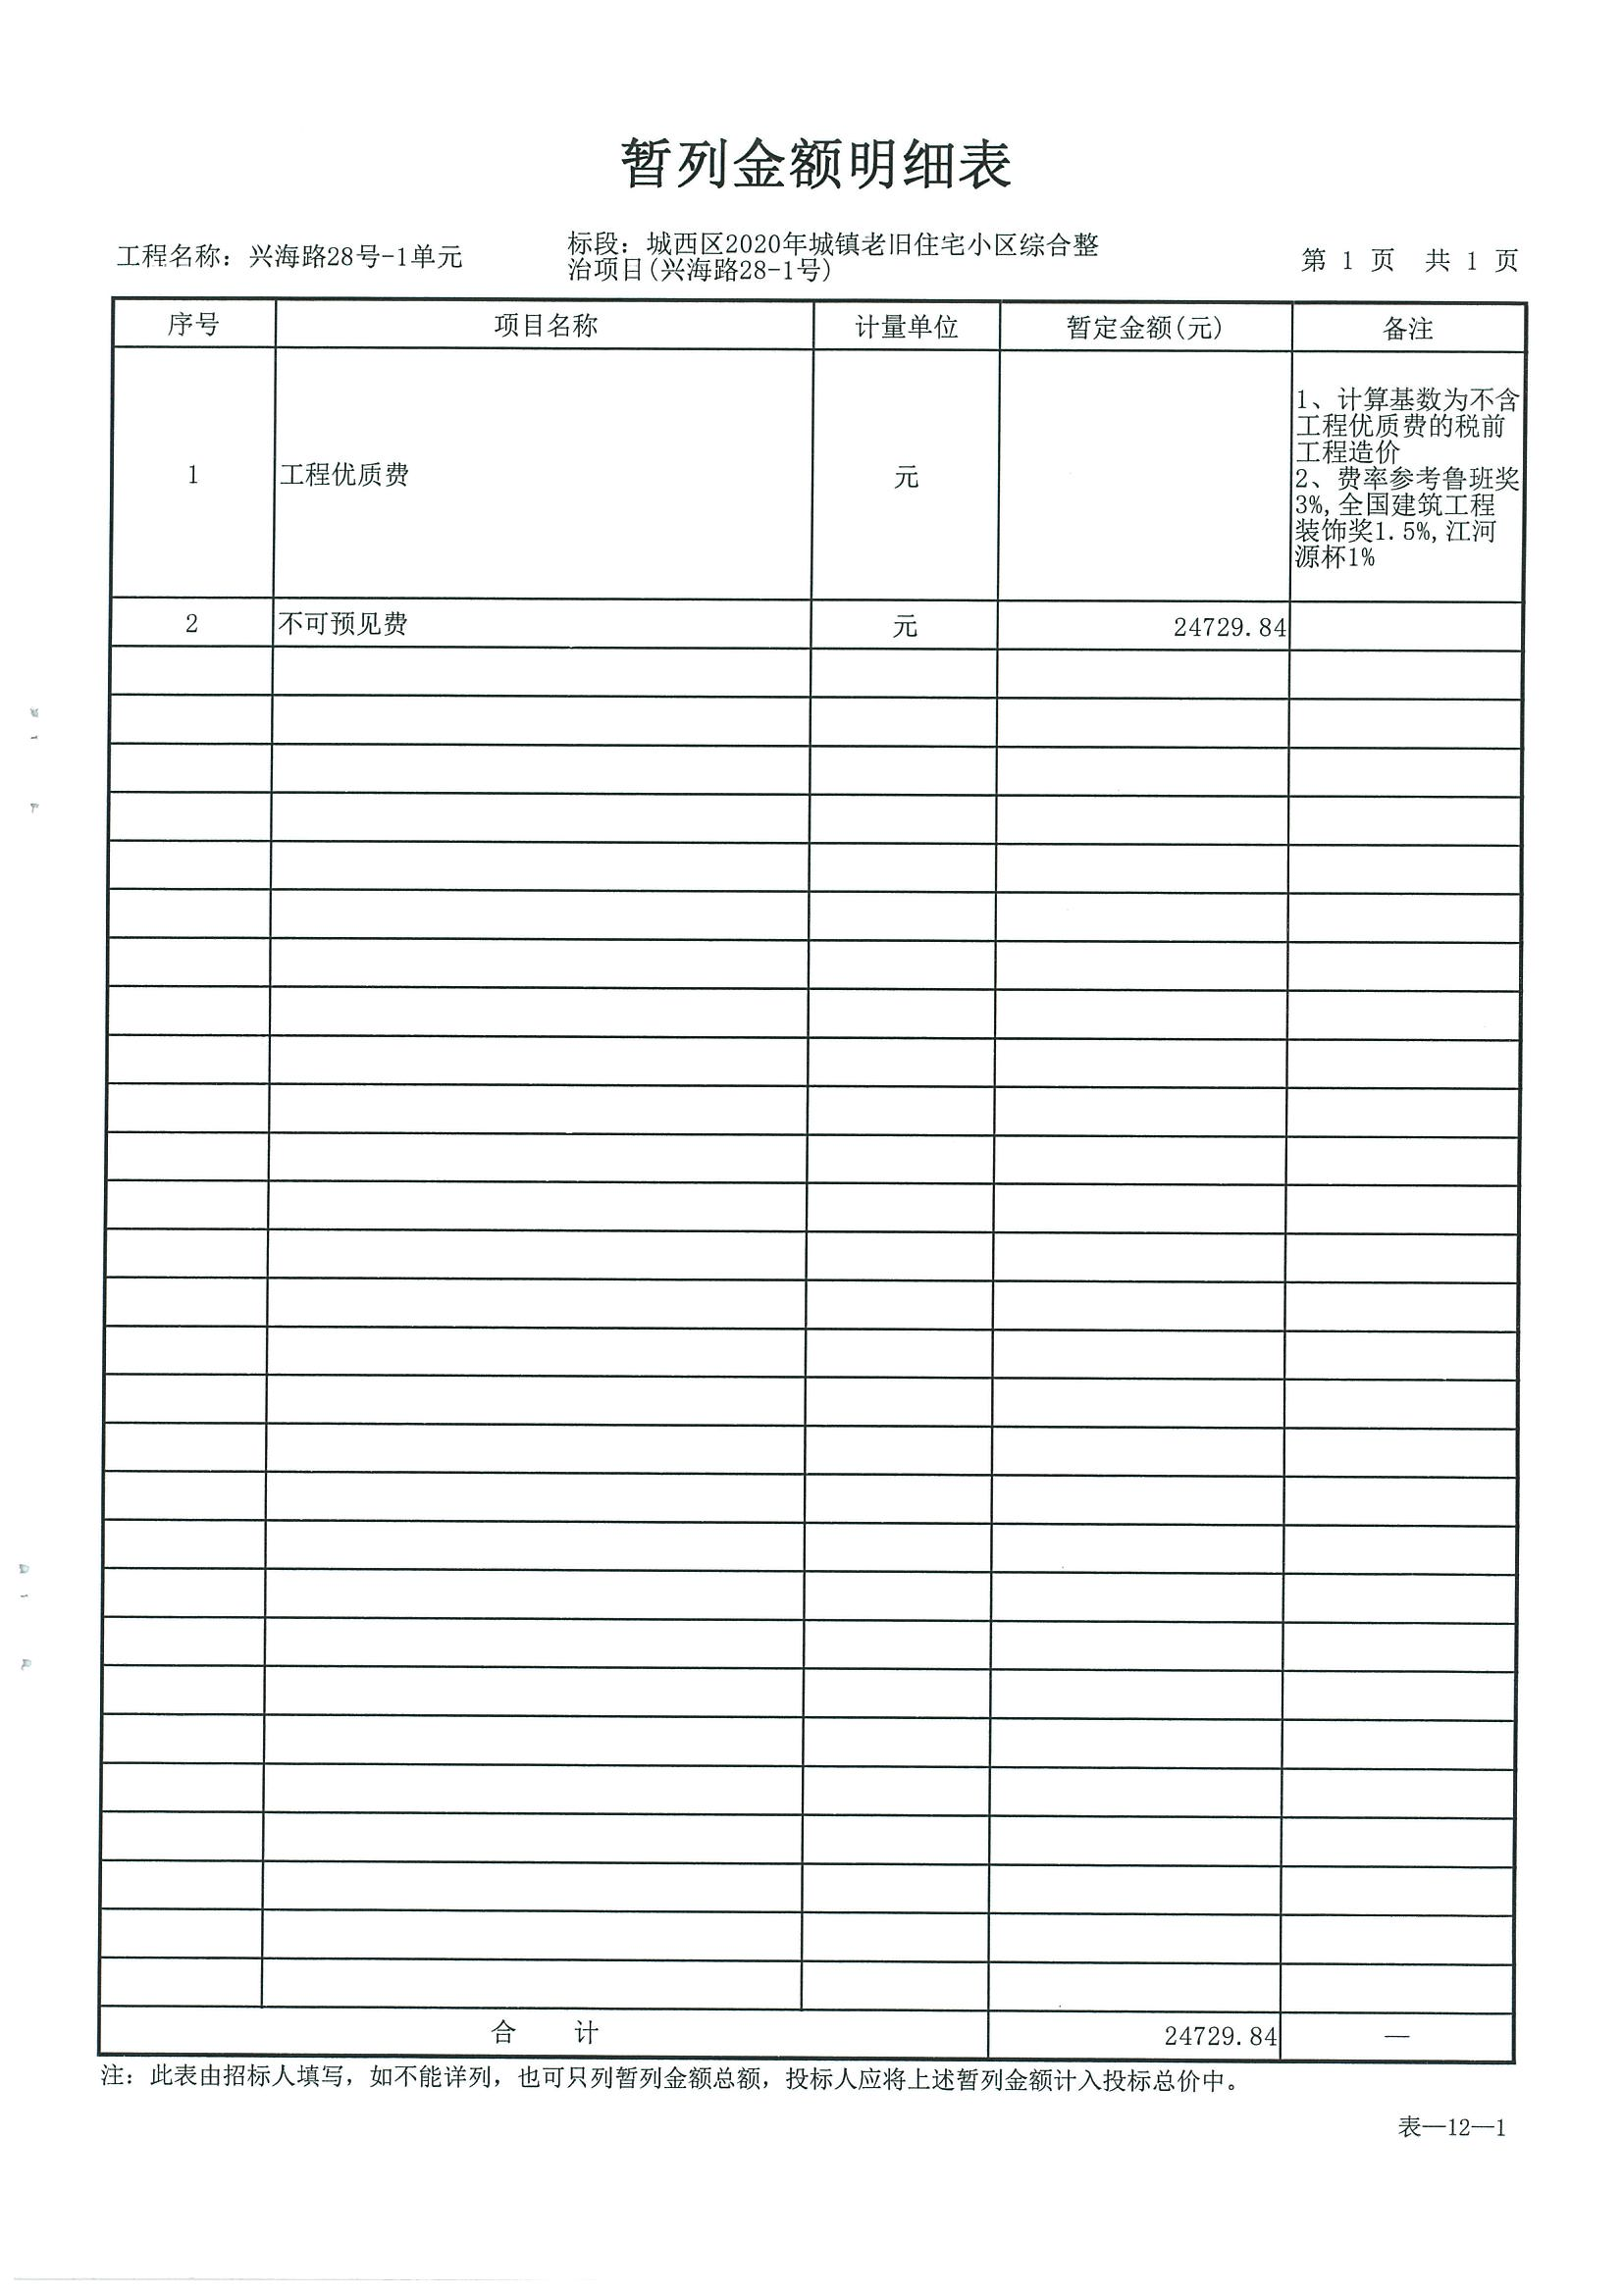 暂列金额明细表
工程名称：兴海路28号-1单元
标段：城西区2020年城镇老旧住宅小区综合整
治项目(兴海路28-1号)
第 1 页 共 1 页
序号 项目名称 计量单位 暂定金额(元) 备注
1 工程优质费 元
1、计算基数为不含
工程优质费的税前
工程造价
2、费率参考鲁班奖
3%,全国建筑工程
装饰奖1.5%,江河
源杯1%
2 不可预见费 元 24729.84
合 计 24729.84 —
注：此表由招标人填写，如不能详列，也可只列暂列金额总额，投标人应将上述暂列金额计入投标总价中。
表—12—1